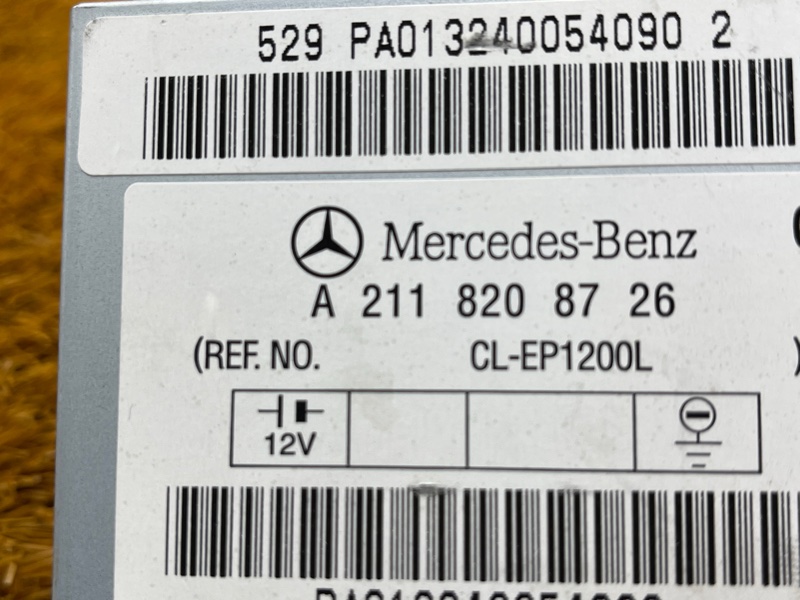 529 PA013240054090 2
Mercedes-Benz
A 211 820 87 26
(REF. NO. CL-EP1200L )
12V